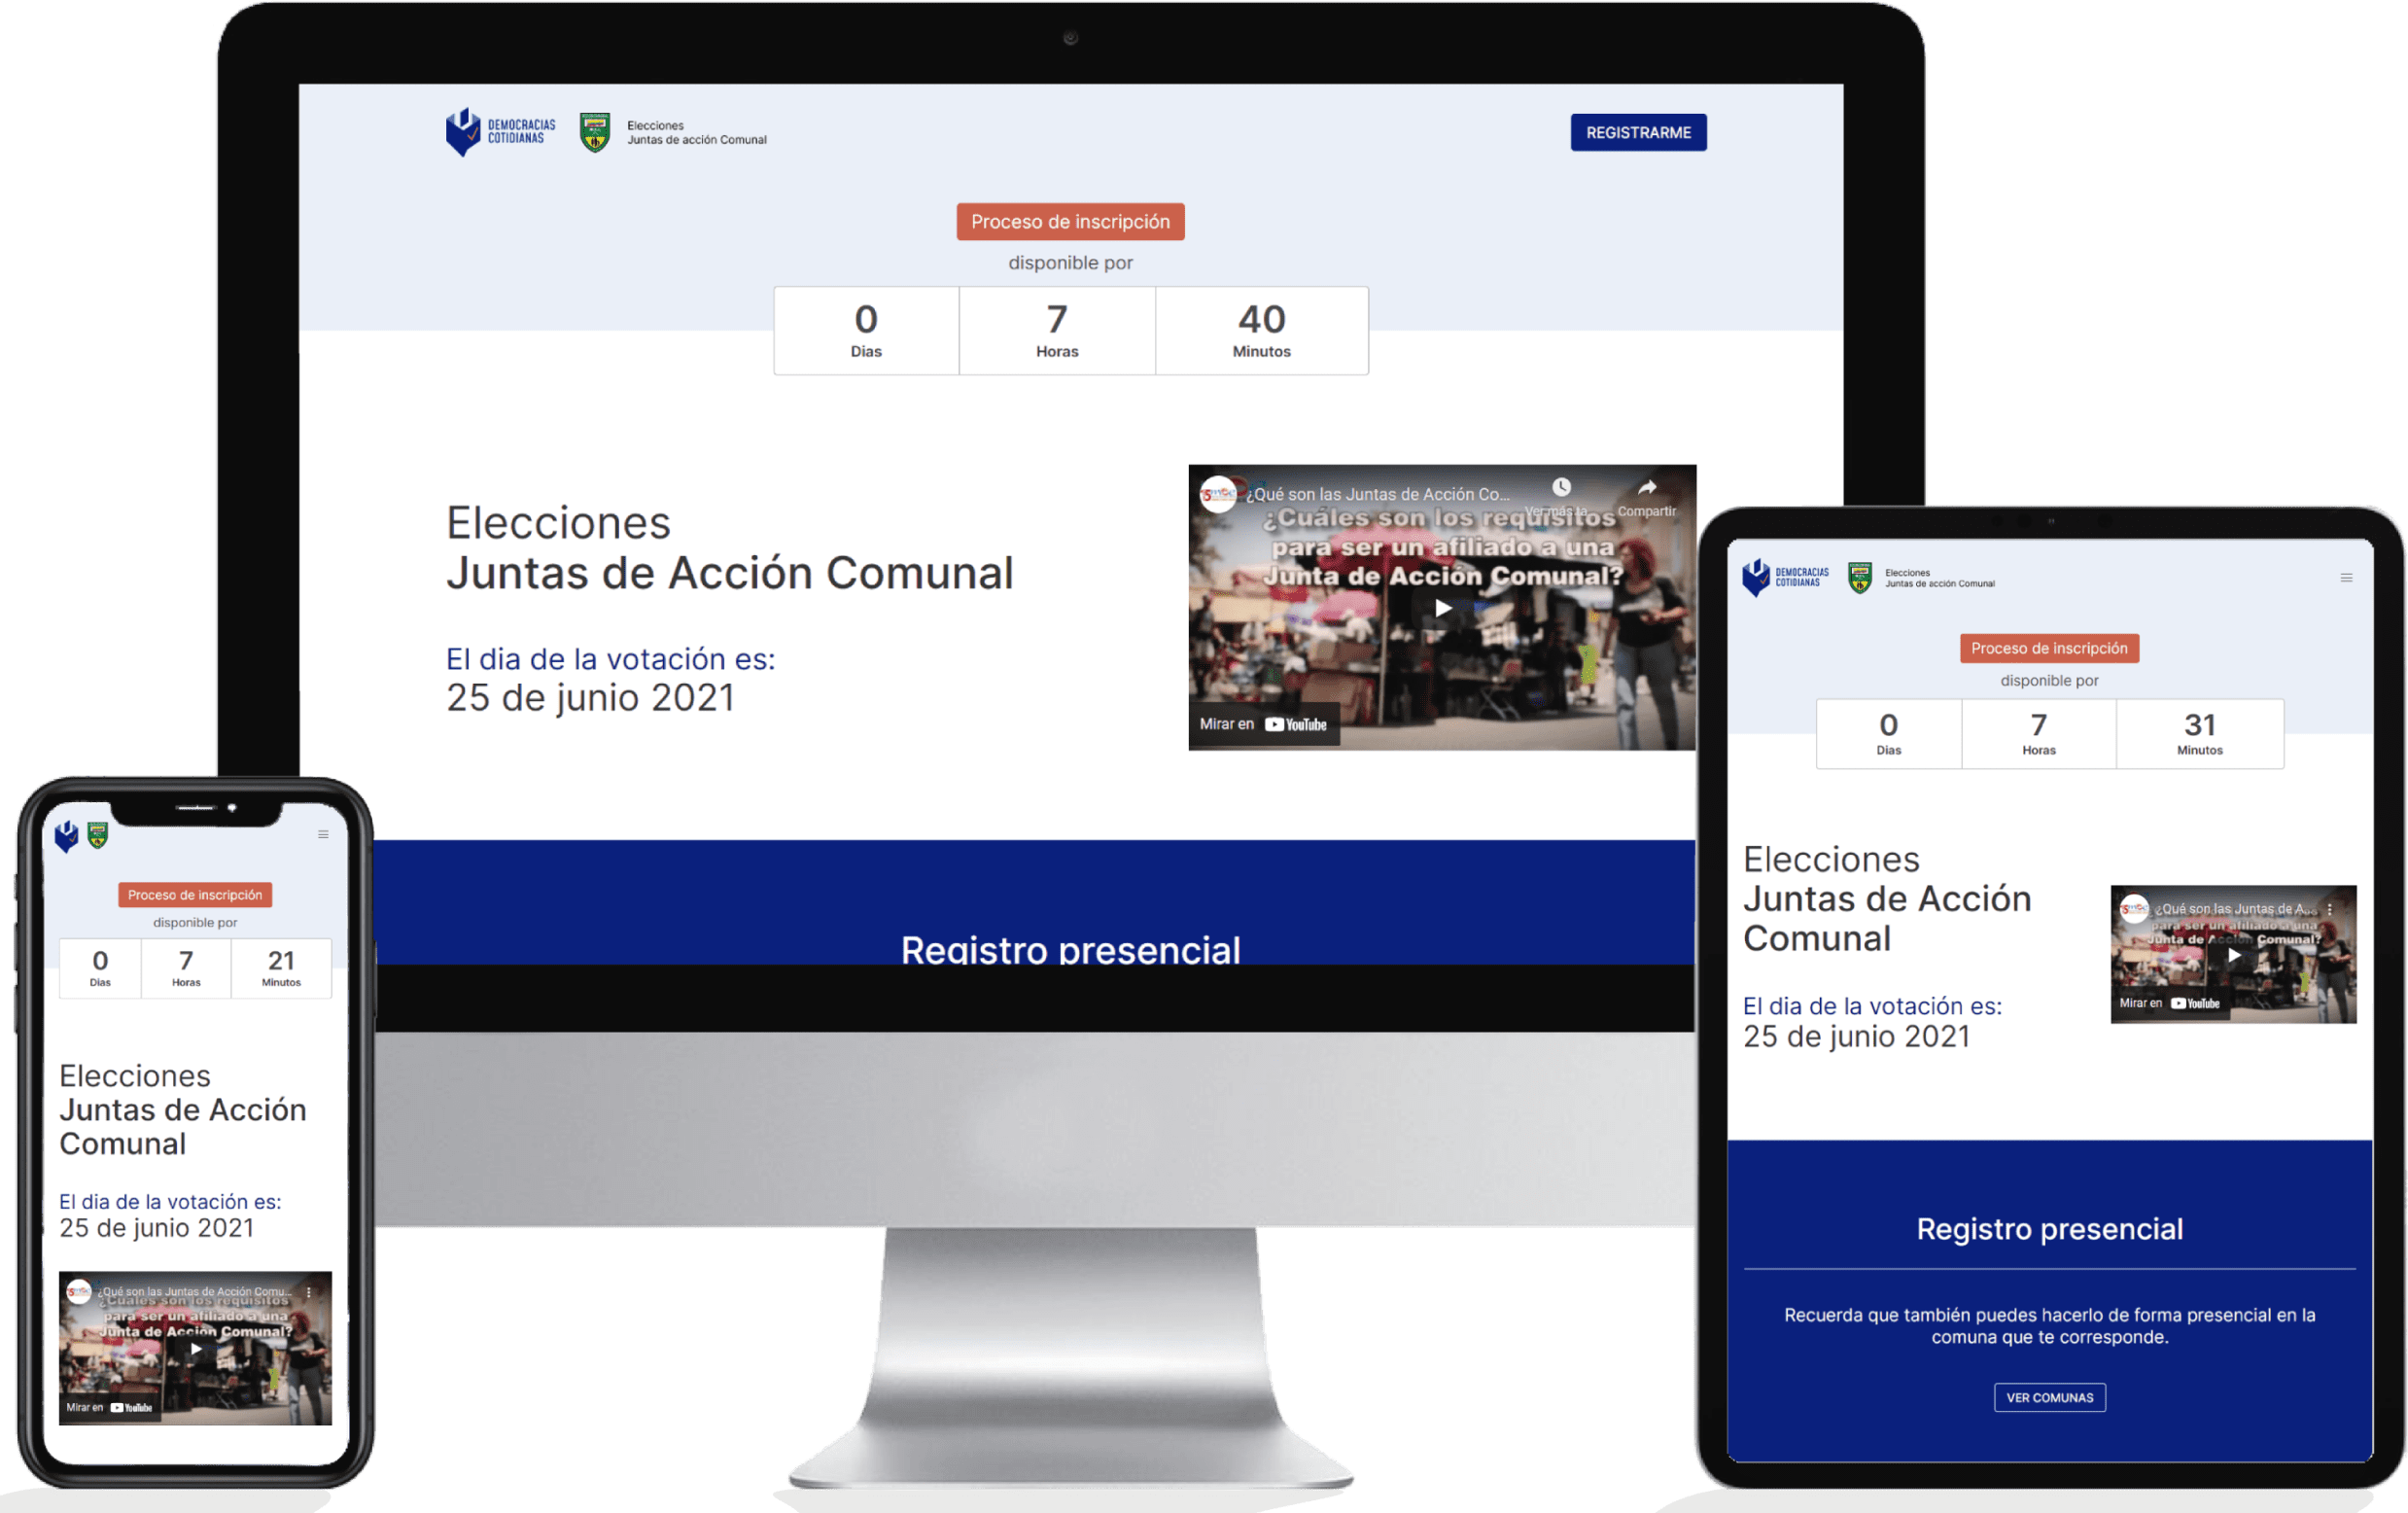 DEMOCRACIAS
COTIDIANAS
Elecciones
Juntas de acción Comunal
REGISTRARME
Proceso de inscripción
disponible por
0 7 40
Dias Horas Minutos
Elecciones
Juntas de Acción Comunal
El dia de la votación es:
25 de junio 2021
¿Qué son las Juntas de Acción Co...
Compartir
¿Cuáles son los requisitos
para ser un afiliado a una
Junta de Acción Comunal?
Mirar en YouTube
Registro presencial
Proceso de inscripción
disponible por
0 7 21
Dias Horas Minutos
Elecciones
Juntas de Acción
Comunal
El dia de la votación es:
25 de junio 2021
¿Qué son las Juntas de Acción Comu...
¿Cuáles son los requisitos
para ser un afiliado a una
Junta de Acción Comunal?
Mirar en YouTube
DEMOCRACIAS
COTIDIANAS
Elecciones
Juntas de acción Comunal
Proceso de inscripción
disponible por
0 7 31
Dias Horas Minutos
Elecciones
Juntas de Acción
Comunal
El dia de la votación es:
25 de junio 2021
¿Qué son las Juntas de A...
para ser un afiliado a una
Junta de Acción Comunal?
Mirar en YouTube
Registro presencial
Recuerda que también puedes hacerlo de forma presencial en la
comuna que te corresponde.
VER COMUNAS